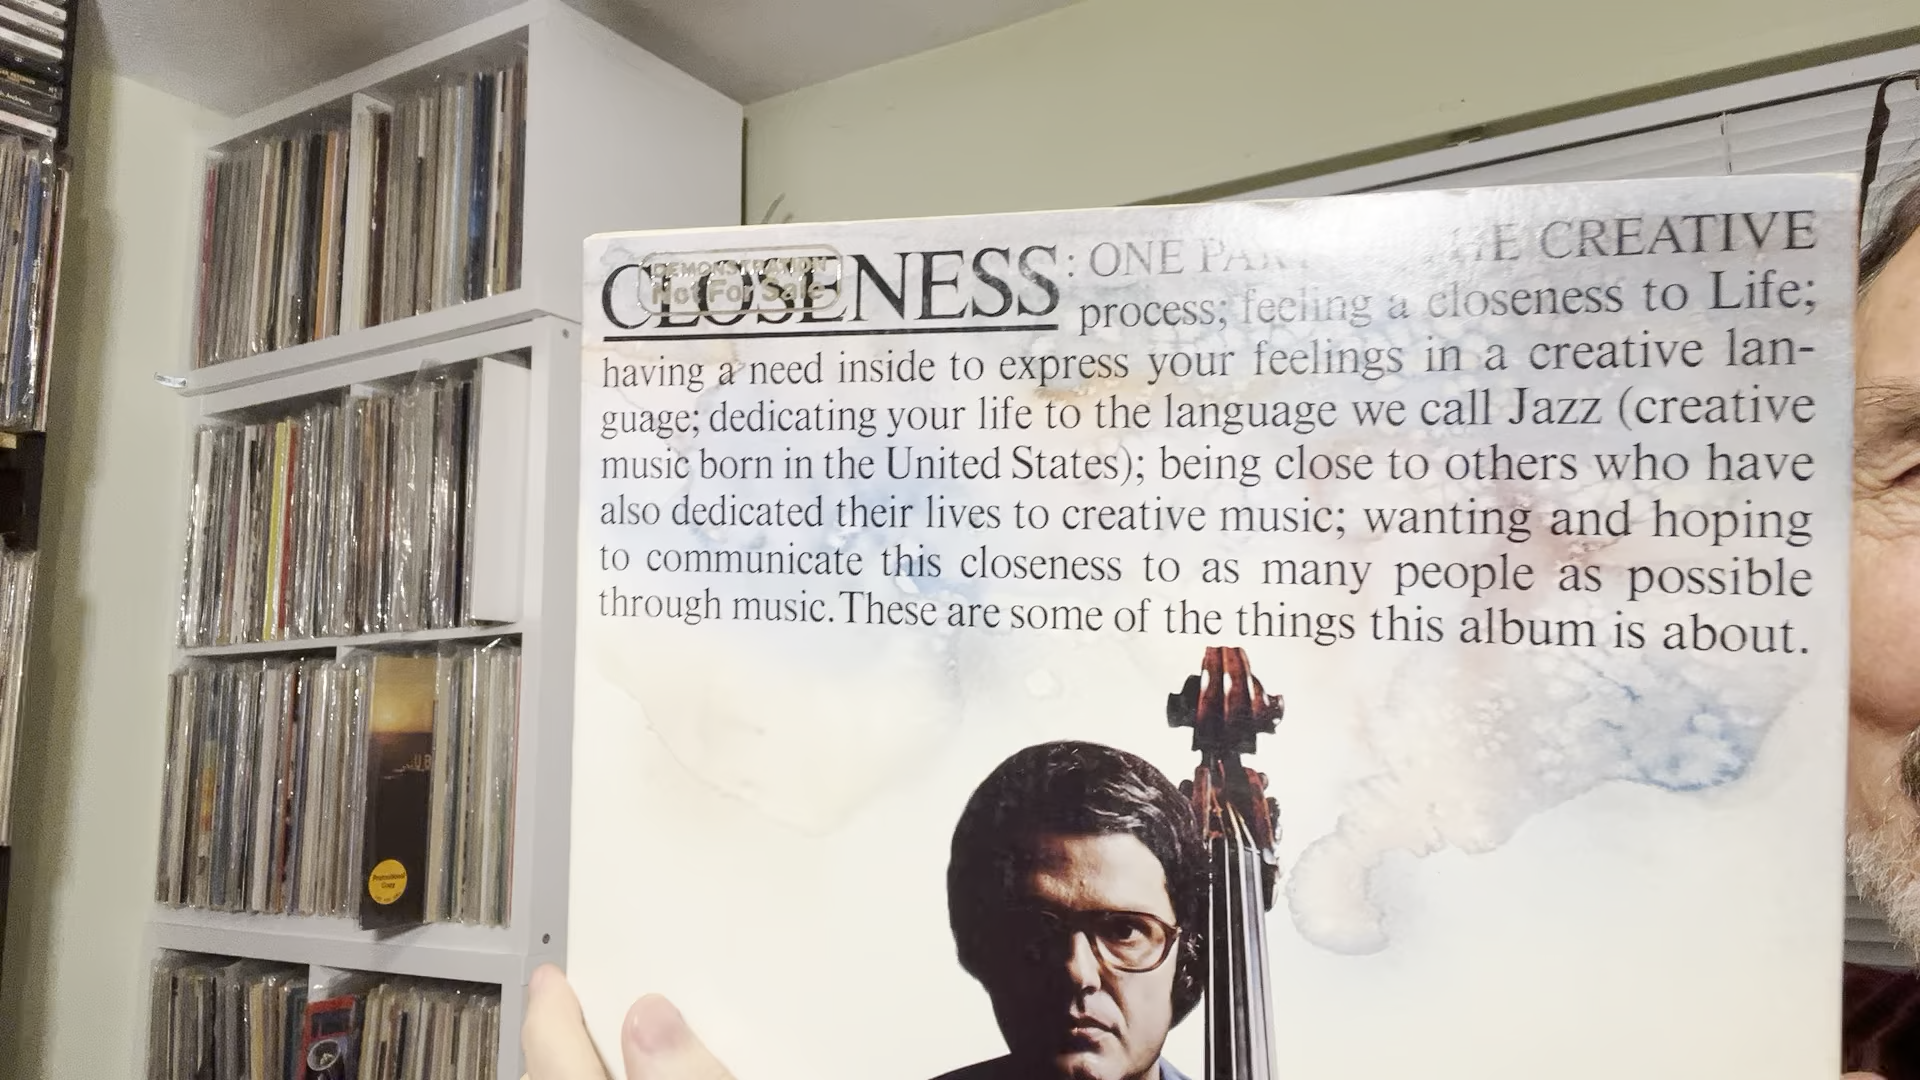 DEMONSTRATION
Not For Sale
CLOSENESS: ONE PART THE CREATIVE
process; feeling a closeness to Life;
having a need inside to express your feelings in a creative lan-
guage; dedicating your life to the language we call Jazz (creative
music born in the United States); being close to others who have
also dedicated their lives to creative music; wanting and hoping
to communicate this closeness to as many people as possible
through music. These are some of the things this album is about.
Promotional
Copy